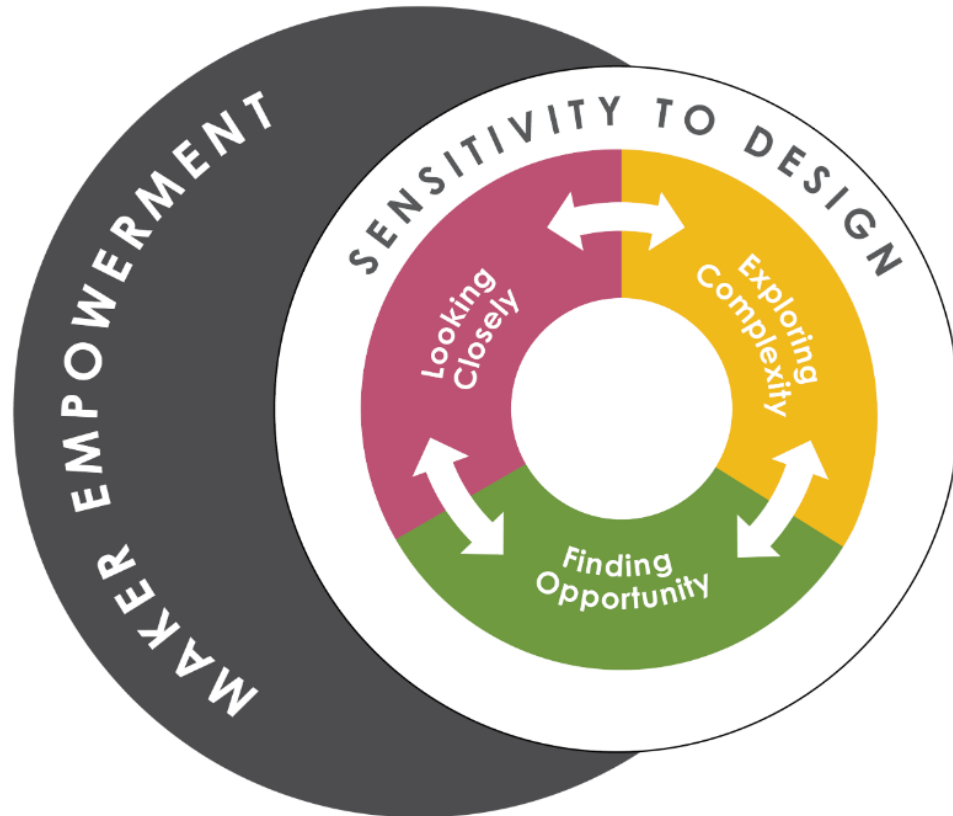 MAKER EMPOWERMENT
SENSITIVITY TO DESIGN
Looking
Closely
Exploring
Complexity
Finding
Opportunity